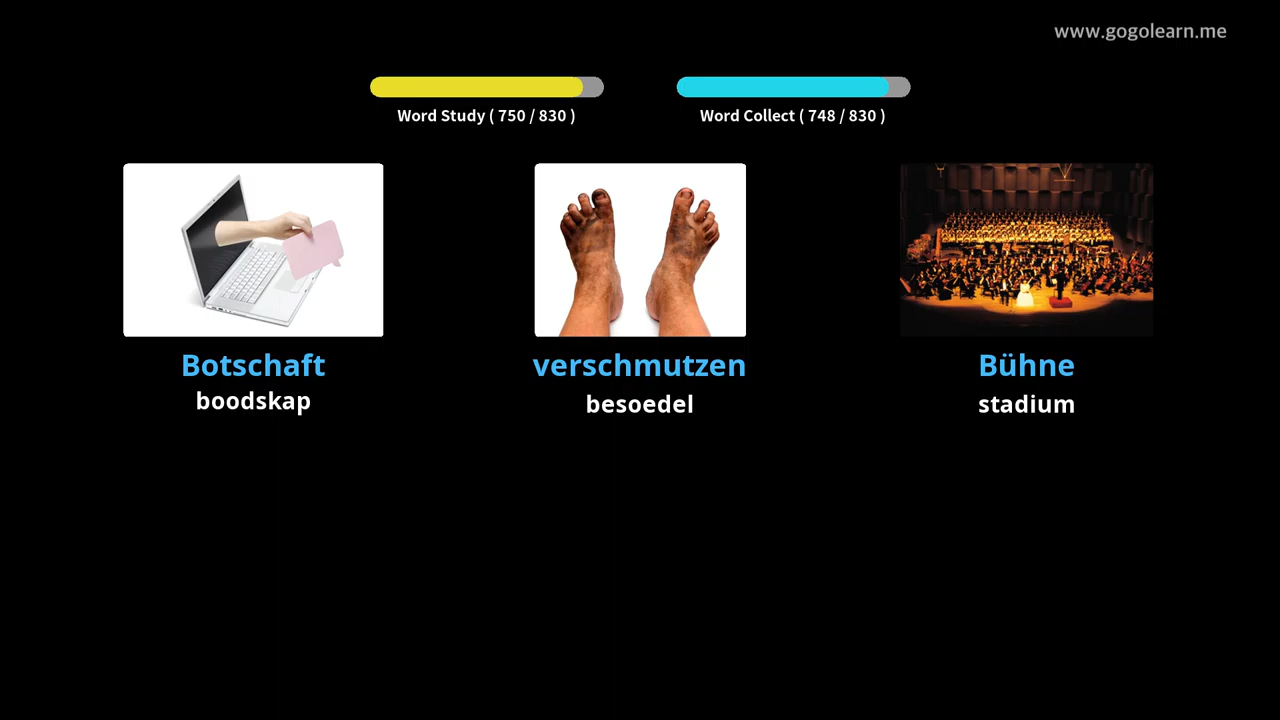 www.gogolearn.me
Word Study ( 750 / 830 )
Word Collect ( 748 / 830 )
Botschaft
boodskap
verschmutzen
besoedel
Bühne
stadium